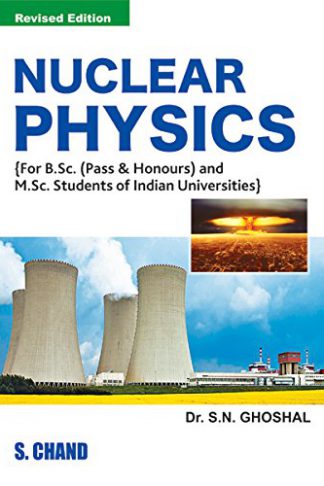 Revised Edition
NUCLEAR
PHYSICS
{For B.Sc. (Pass & Honours) and
M.Sc. Students of Indian Universities}
Dr. S.N. GHOSHAL
S. CHAND